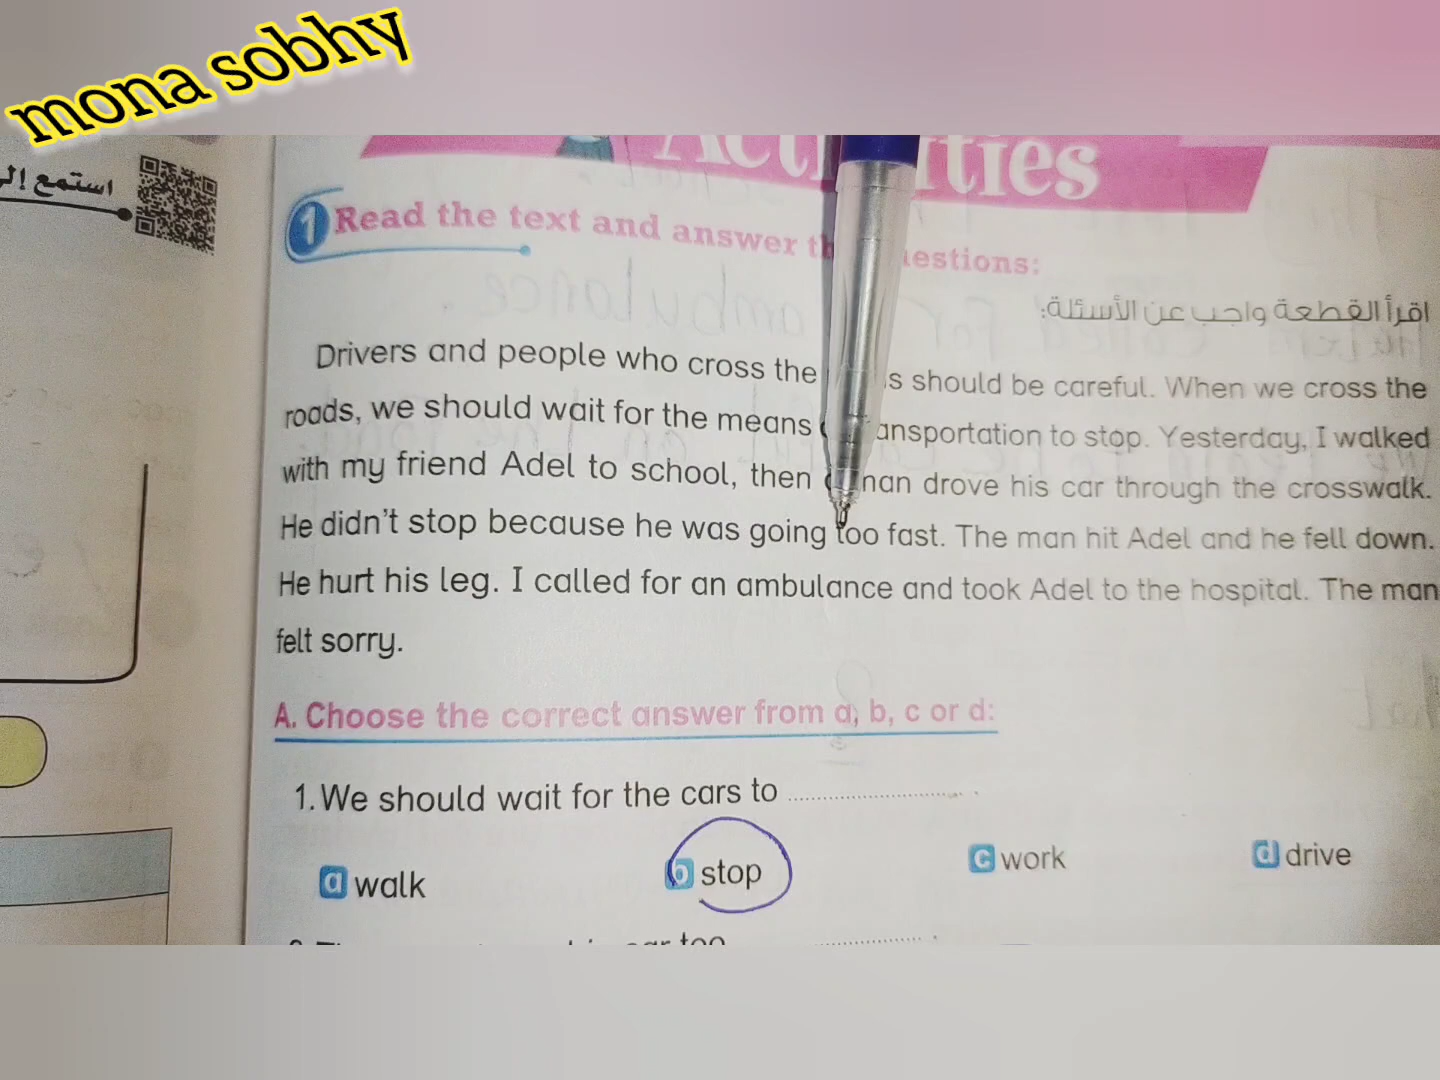 mona sobhy
استمع إلى
Activities
1 Read the text and answer the questions:
اقرأ القطعة واجب عن الأسئلة:
Drivers and people who cross the s should be careful. When we cross the
roads, we should wait for the means ansportation to stop. Yesterday, I walked
with my friend Adel to school, then man drove his car through the crosswalk.
He didn't stop because he was going too fast. The man hit Adel and he fell down.
He hurt his leg. I called for an ambulance and took Adel to the hospital. The man
felt sorry.
A. Choose the correct answer from a, b, c or d:
1. We should wait for the cars to ........................
a walk b stop c work d drive